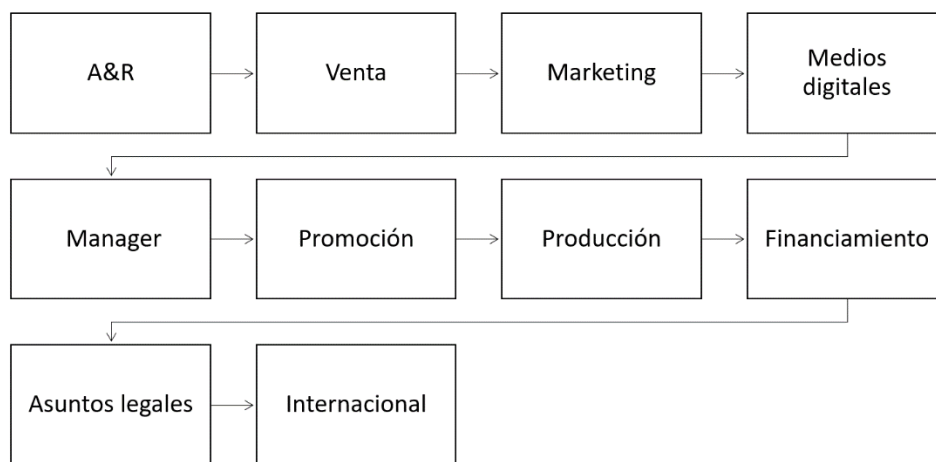 A&R
Venta
Marketing
Medios
digitales
Manager
Promoción
Producción
Financiamiento
Asuntos legales
Internacional